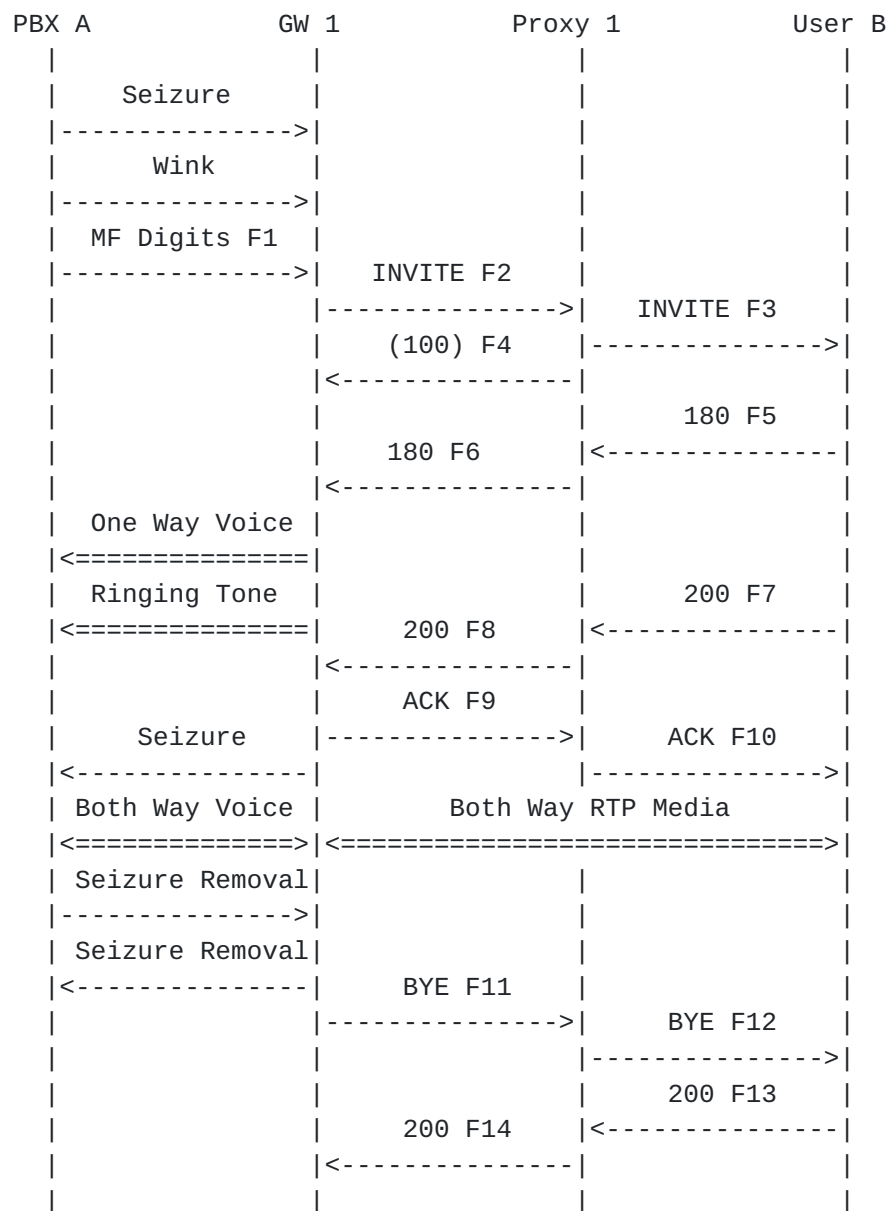 PBX A GW 1 Proxy 1 User B
Seizure
Wink
MF Digits F1
INVITE F2
INVITE F3
(100) F4
180 F5
180 F6
One Way Voice
Ringing Tone 200 F7
200 F8
ACK F9
Seizure ACK F10
Both Way Voice Both Way RTP Media
Seizure Removal
Seizure Removal
BYE F11
BYE F12
200 F13
200 F14